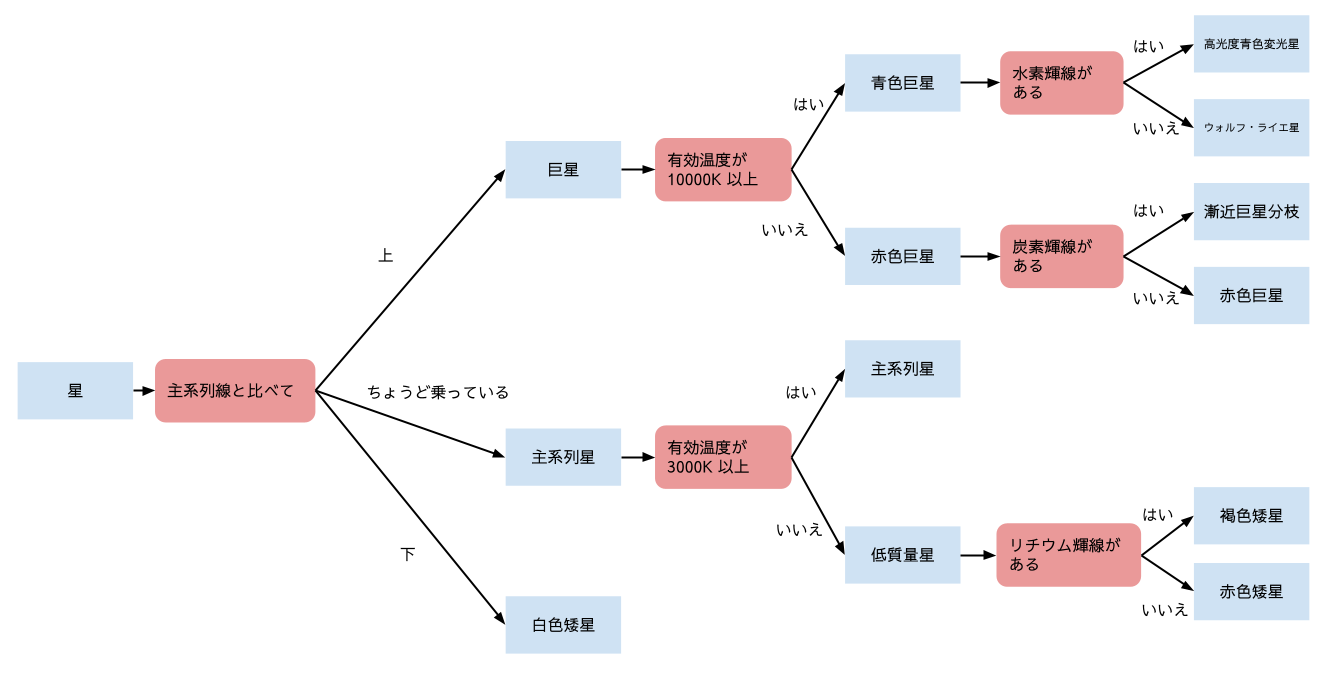 星
主系列線と比べて
上
ちょうど乗っている
下
巨星
有効温度が
10000K 以上
はい
いいえ
青色巨星
水素輝線が
ある
はい
いいえ
高光度青色変光星
ウォルフ・ライエ星
赤色巨星
炭素輝線が
ある
はい
いいえ
漸近巨星分枝
赤色巨星
主系列星
有効温度が
3000K 以上
はい
いいえ
主系列星
低質量星
リチウム輝線が
ある
はい
いいえ
褐色矮星
赤色矮星
白色矮星